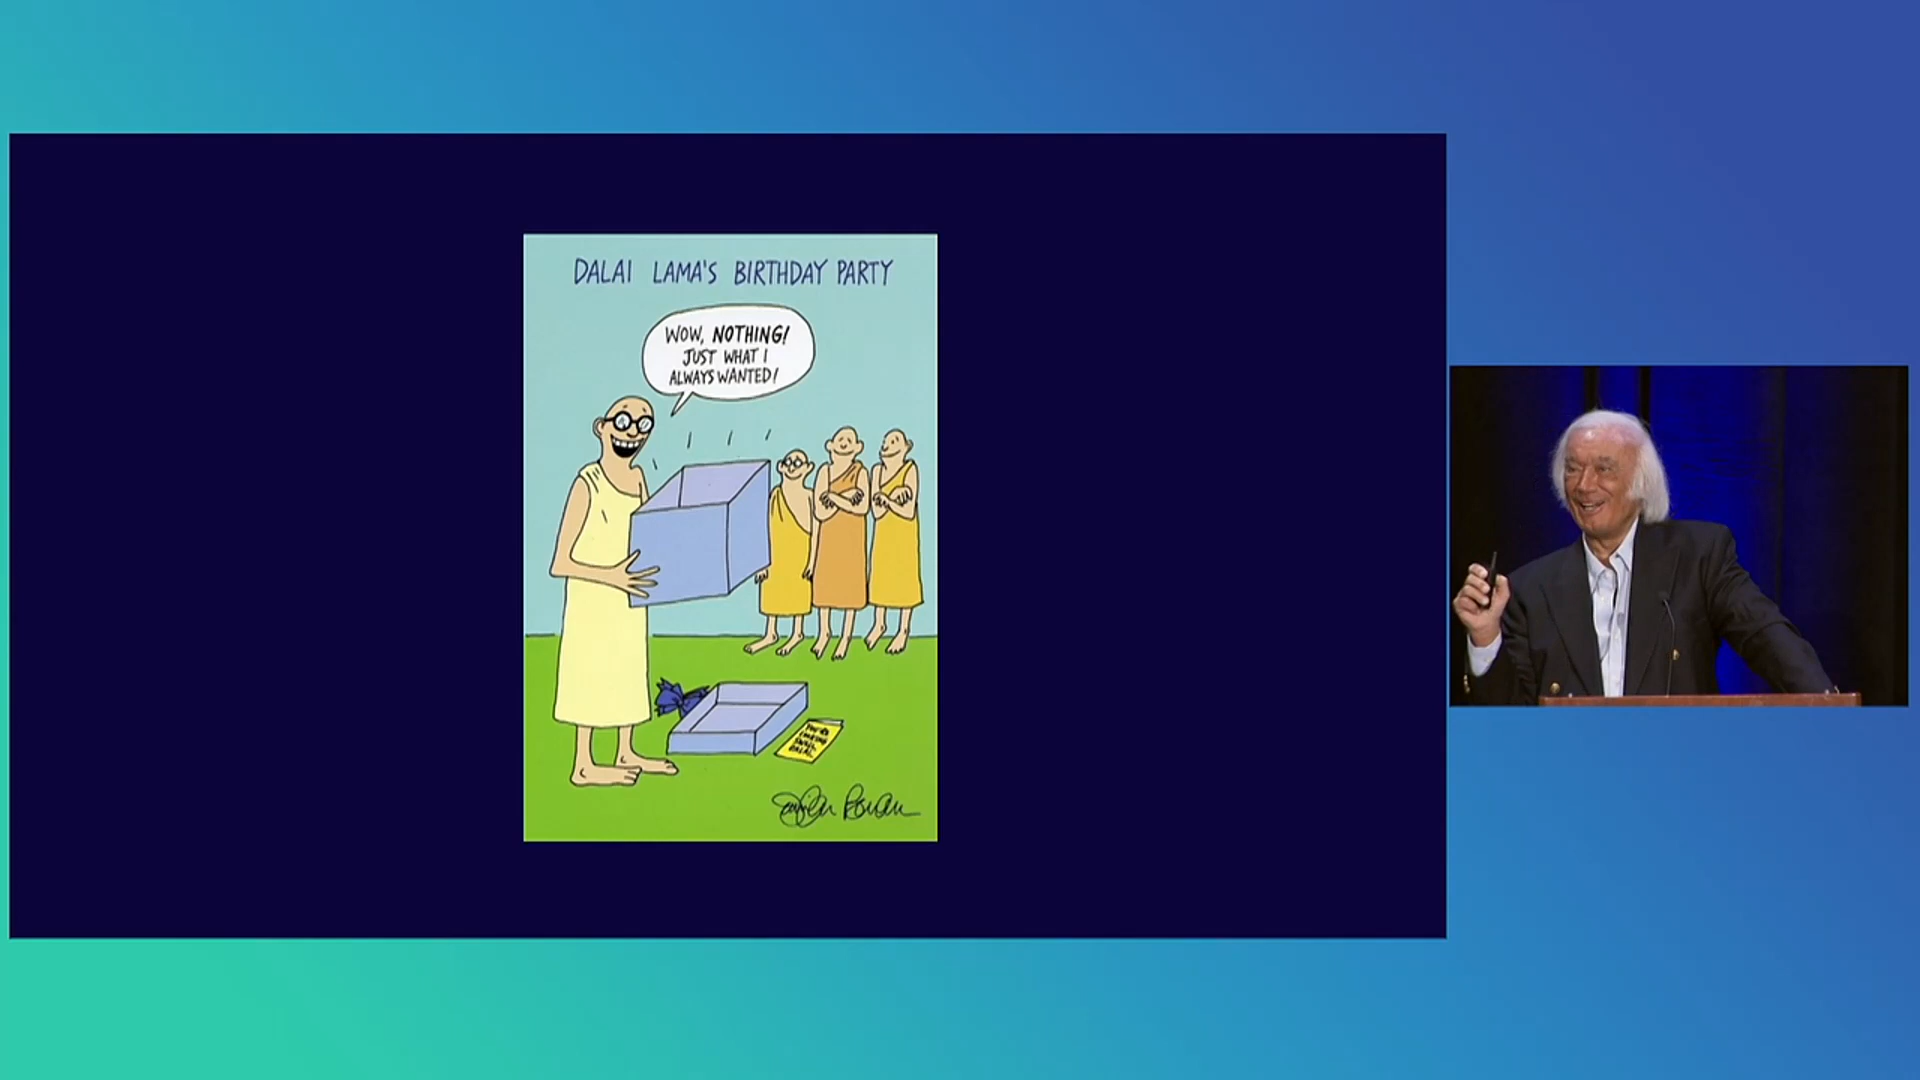 DALAI LAMA'S BIRTHDAY PARTY
WOW, NOTHING!
JUST WHAT I
ALWAYS WANTED!